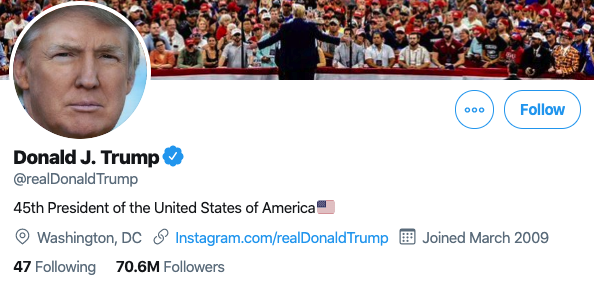 Follow
Donald J. Trump
@realDonaldTrump
45th President of the United States of America🇺🇸
Washington, DC Instagram.com/realDonaldTrump Joined March 2009
47 Following 70.6M Followers